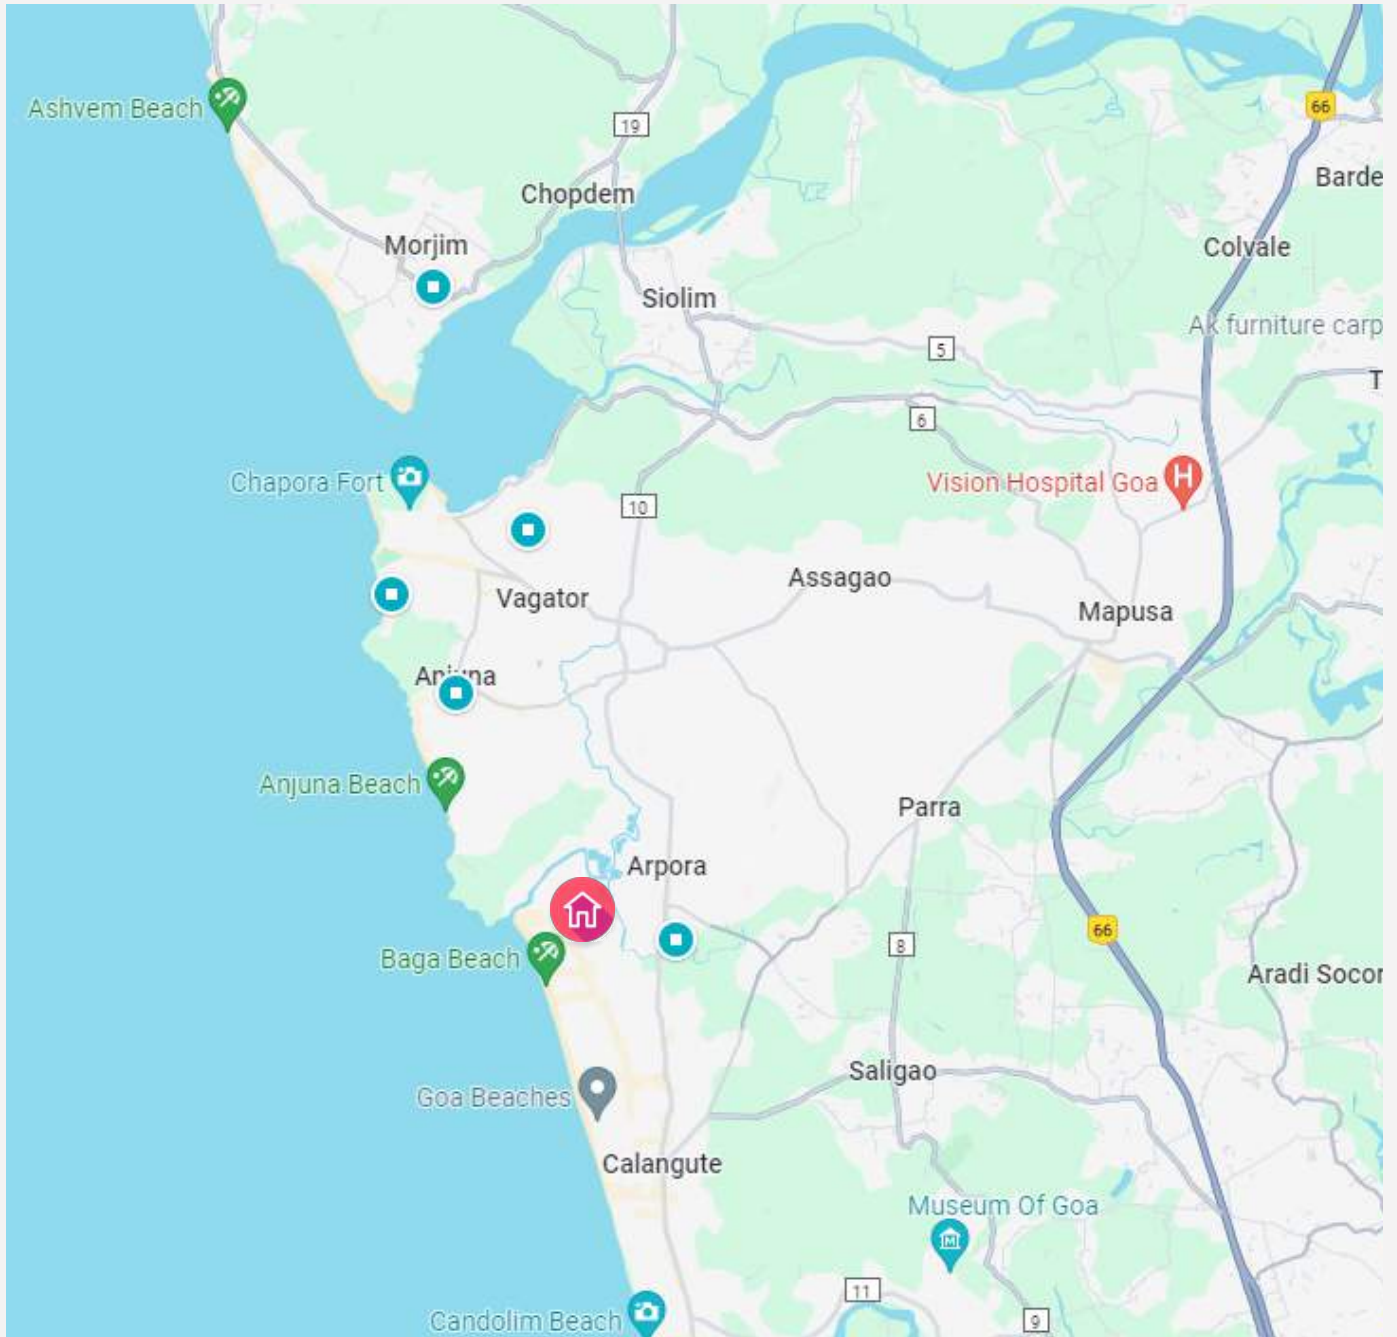 66
Ashvem Beach
19
Barde
Chopdem
Morjim
Colvale
Siolim
Ak furniture carp
5
T
6
Chapora Fort
Vision Hospital Goa
H
10
Assagao
Vagator
Mapusa
Anjuna
Anjuna Beach
Parra
Arpora
66
8
Baga Beach
Aradi Socor
Saligao
Goa Beaches
Calangute
Museum Of Goa
M
11
Candolim Beach
9